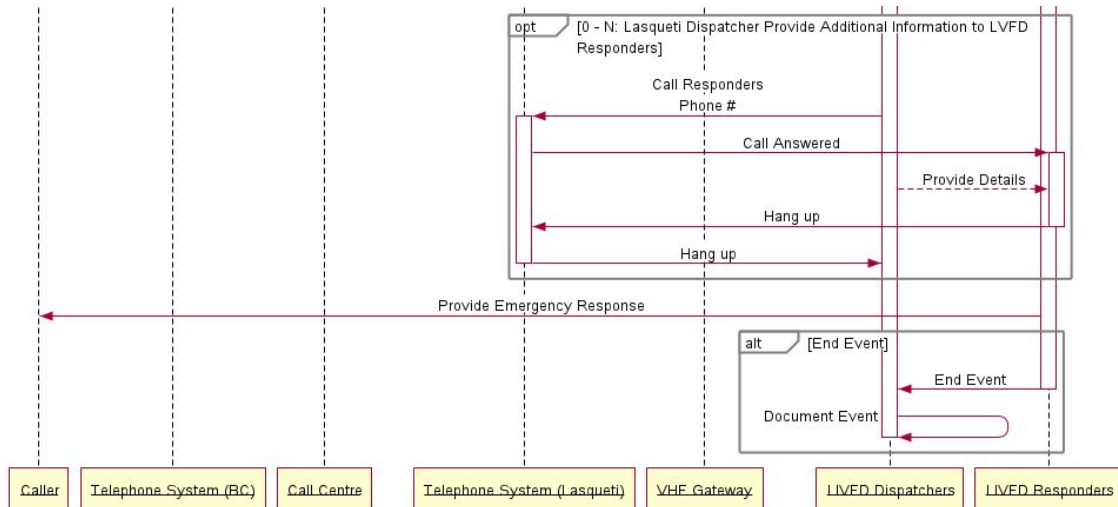 opt
[0 - N: Lasqueti Dispatcher Provide Additional Information to LVFD
Responders]
Call Responders
Phone #
Call Answered
Provide Details
Hang up
Hang up
Provide Emergency Response
alt
[End Event]
End Event
Document Event
Caller
Telephone System (BC)
Call Centre
Telephone System (Lasqueti)
VHF Gateway
LIVFD Dispatchers
LIVFD Responders